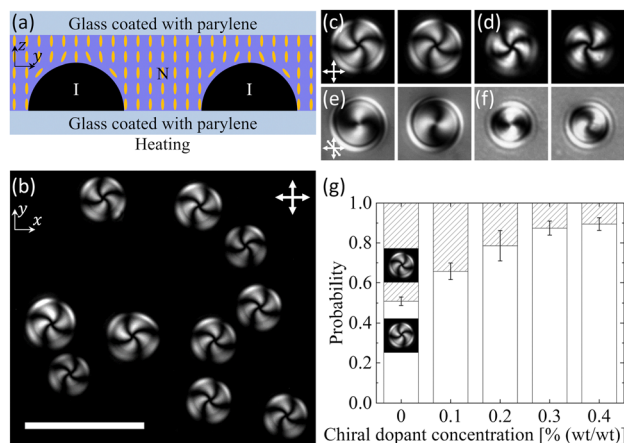 (a)
Glass coated with parylene
z
y
N
I
I
Glass coated with parylene
Heating
(b)
y
x
(c)
(d)
(e)
(f)
(g)
Probability
1.0
0.8
0.6
0.4
0.2
0.0
0
0.1
0.2
0.3
0.4
Chiral dopant concentration [% (wt/wt)]